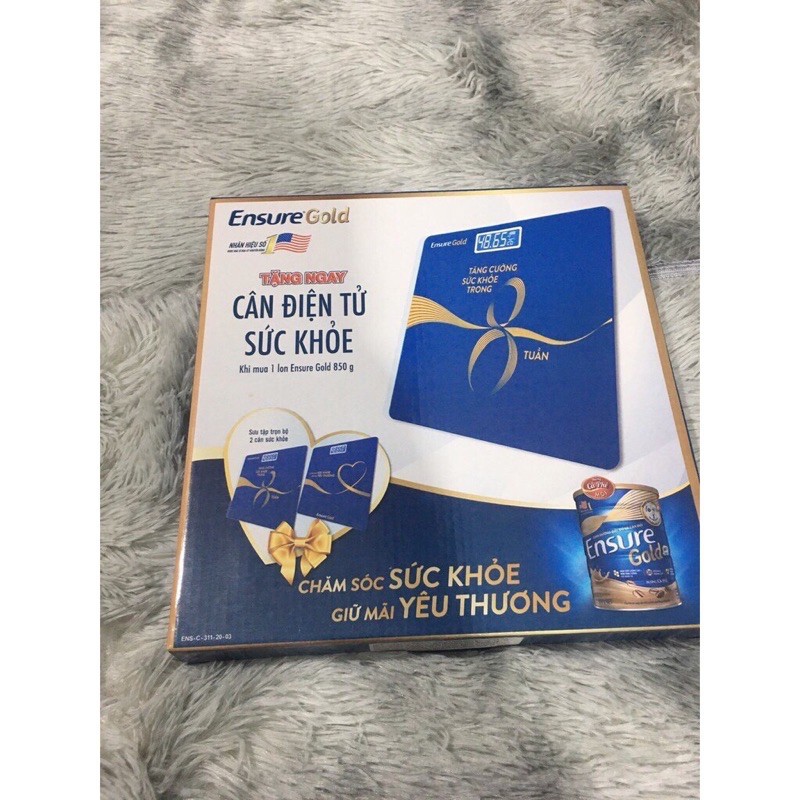 Ensure Gold
NHÃN HIỆU SỐ 1
TẶNG NGAY
CÂN ĐIỆN TỬ
SỨC KHỎE
Khi mua 1 lon Ensure Gold 850 g
Ensure Gold
48.65
TĂNG CƯỜNG
SỨC KHỎE
TRONG
8
TUẦN
Sưu tập trọn bộ
2 cân sức khỏe
Ensure
Gold
CHĂM SÓC SỨC KHỎE
GIỮ MÃI YÊU THƯƠNG
ENS-C-311-20-03